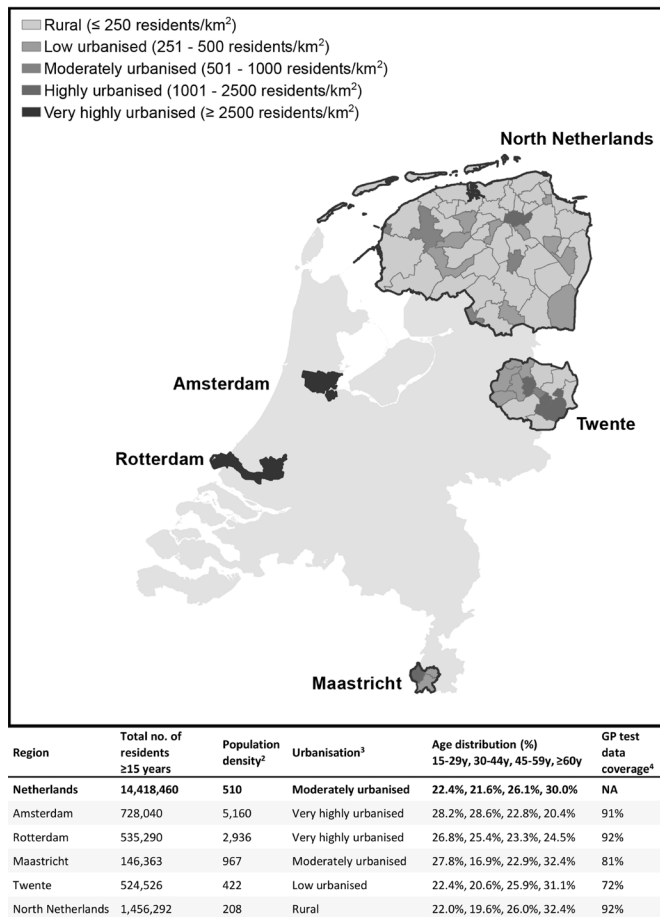 Rural (≤ 250 residents/km²)
Low urbanised (251 - 500 residents/km²)
Moderately urbanised (501 - 1000 residents/km²)
Highly urbanised (1001 - 2500 residents/km²)
Very highly urbanised (≥ 2500 residents/km²)
North Netherlands
Amsterdam
Twente
Rotterdam
Maastricht
Region Total no. of residents ≥15 years Population density² Urbanisation³ Age distribution (%) 15-29y, 30-44y, 45-59y, ≥60y GP test data coverage⁴
Netherlands 14,418,460 510 Moderately urbanised 22.4%, 21.6%, 26.1%, 30.0% NA
Amsterdam 728,040 5,160 Very highly urbanised 28.2%, 28.6%, 22.8%, 20.4% 91%
Rotterdam 535,290 2,936 Very highly urbanised 26.8%, 25.4%, 23.3%, 24.5% 92%
Maastricht 146,363 967 Moderately urbanised 27.8%, 16.9%, 22.9%, 32.4% 81%
Twente 524,526 422 Low urbanised 22.4%, 20.6%, 25.9%, 31.1% 72%
North Netherlands 1,456,292 208 Rural 22.0%, 19.6%, 26.0%, 32.4% 92%